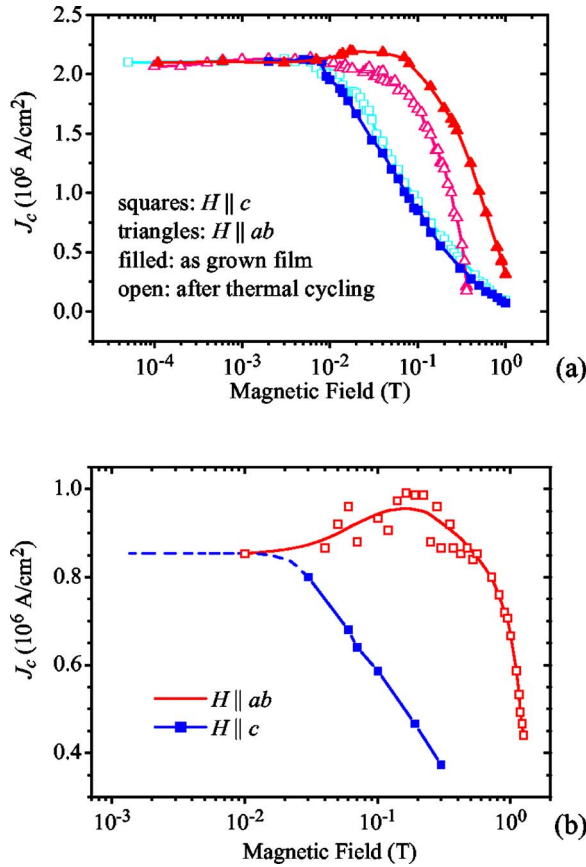 2.5
2.0
1.5
1.0
0.5
0.0
J_c (10^6 A/cm^2)
squares: H || c
triangles: H || ab
filled: as grown film
open: after thermal cycling
10^-4 10^-3 10^-2 10^-1 10^0
Magnetic Field (T)
(a)
1.0
0.8
0.6
0.4
J_c (10^6 A/cm^2)
H || ab
H || c
10^-3 10^-2 10^-1 10^0
Magnetic Field (T)
(b)